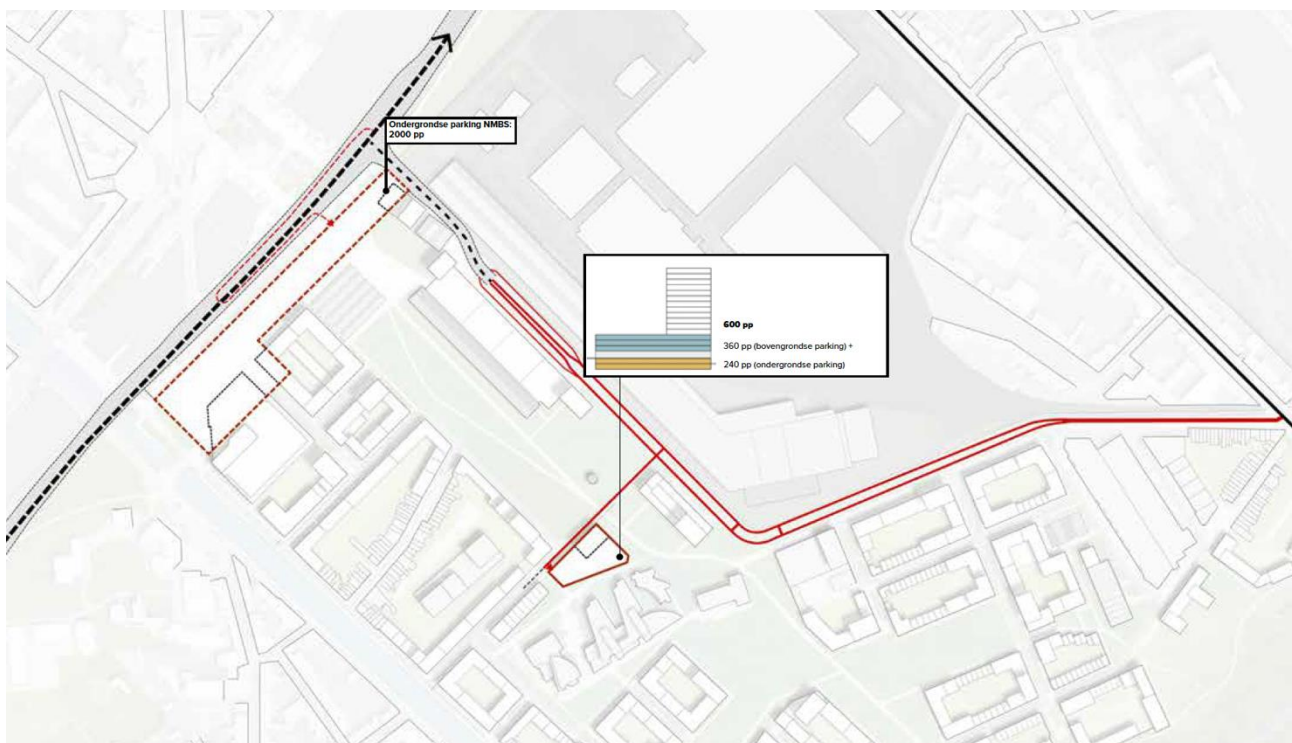 Ondergrondse parking NMBS:
2000 pp
600 pp
360 pp (bovengrondse parking) +
240 pp (ondergrondse parking)